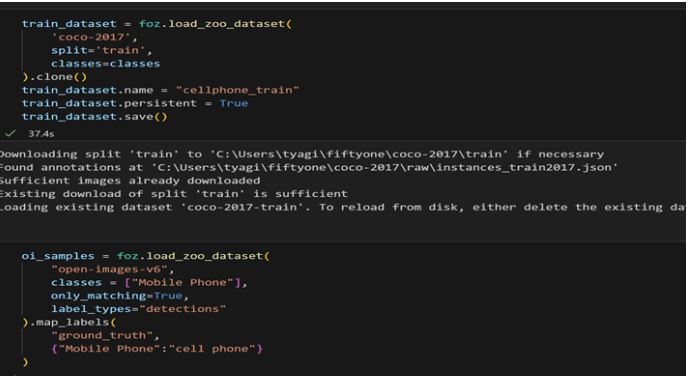 train_dataset = foz.load_zoo_dataset(
    'coco-2017',
    split='train',
    classes=classes
).clone()
train_dataset.name = "cellphone_train"
train_dataset.persistent = True
train_dataset.save()
✓ 37.4s
Downloading split 'train' to 'C:\Users\tyagi\fiftyone\coco-2017\train' if necessary
Found annotations at 'C:\Users\tyagi\fiftyone\coco-2017\raw\instances_train2017.json'
Sufficient images already downloaded
Existing download of split 'train' is sufficient
Loading existing dataset 'coco-2017-train'. To reload from disk, either delete the existing da
oi_samples = foz.load_zoo_dataset(
    "open-images-v6",
    classes = ["Mobile Phone"],
    only_matching=True,
    label_types="detections"
).map_labels(
    "ground_truth",
    {"Mobile Phone":"cell phone"}
)